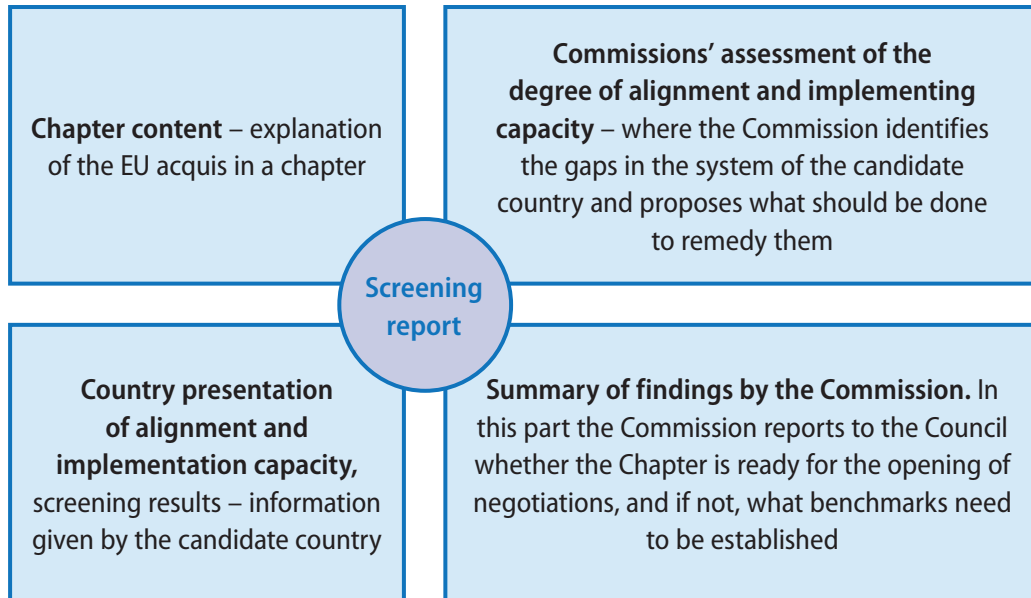 Chapter content – explanation
of the EU acquis in a chapter
Commissions’ assessment of the
degree of alignment and implementing
capacity – where the Commission identifies
the gaps in the system of the candidate
country and proposes what should be done
to remedy them
Screening
report
Country presentation
of alignment and
implementation capacity,
screening results – information
given by the candidate country
Summary of findings by the Commission. In
this part the Commission reports to the Council
whether the Chapter is ready for the opening of
negotiations, and if not, what benchmarks need
to be established